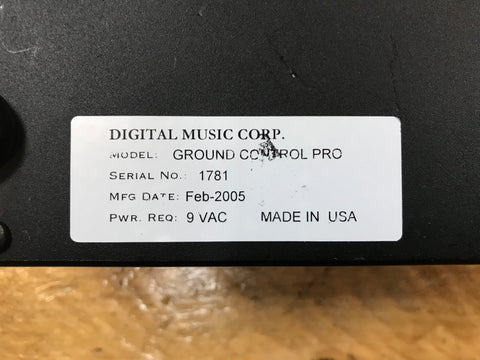 DIGITAL MUSIC CORP.
MODEL: GROUND CONTROL PRO
SERIAL NO.: 1781
MFG DATE: Feb-2005
PWR. REQ: 9 VAC MADE IN USA